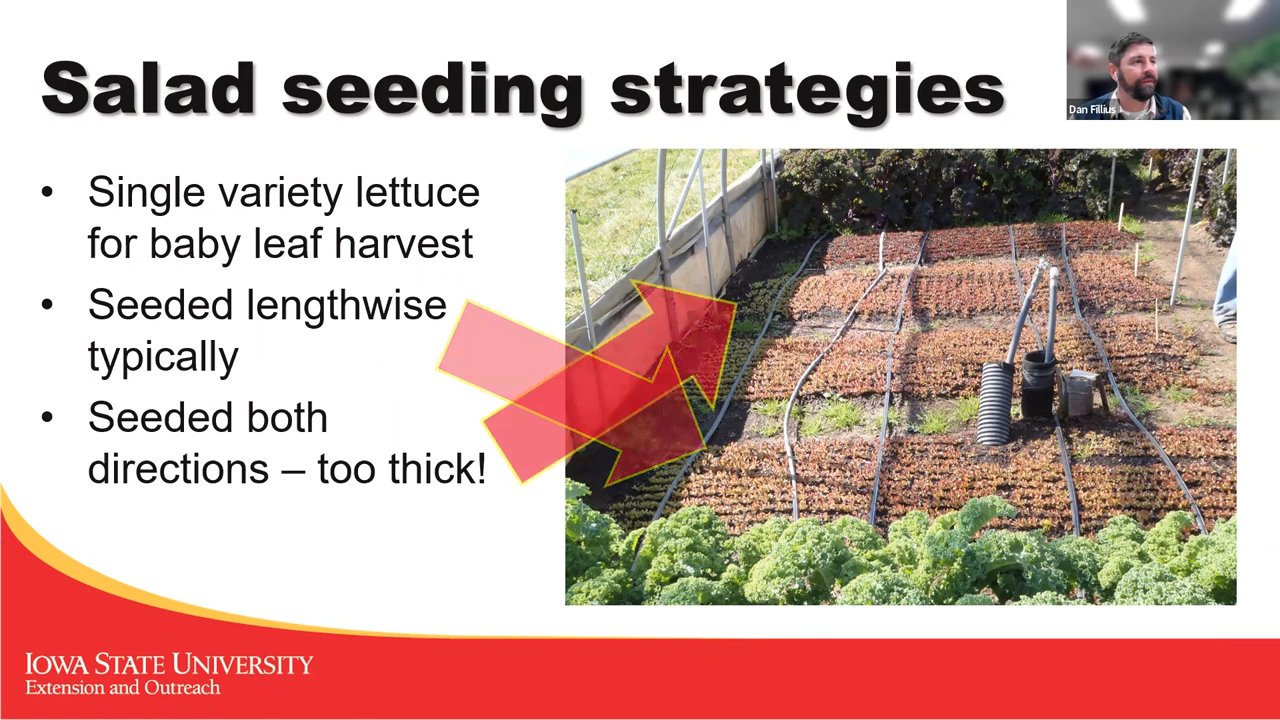 Salad seeding strategies
Dan Fillius
• Single variety lettuce
for baby leaf harvest
• Seeded lengthwise
typically
• Seeded both
directions – too thick!
IOWA STATE UNIVERSITY
Extension and Outreach